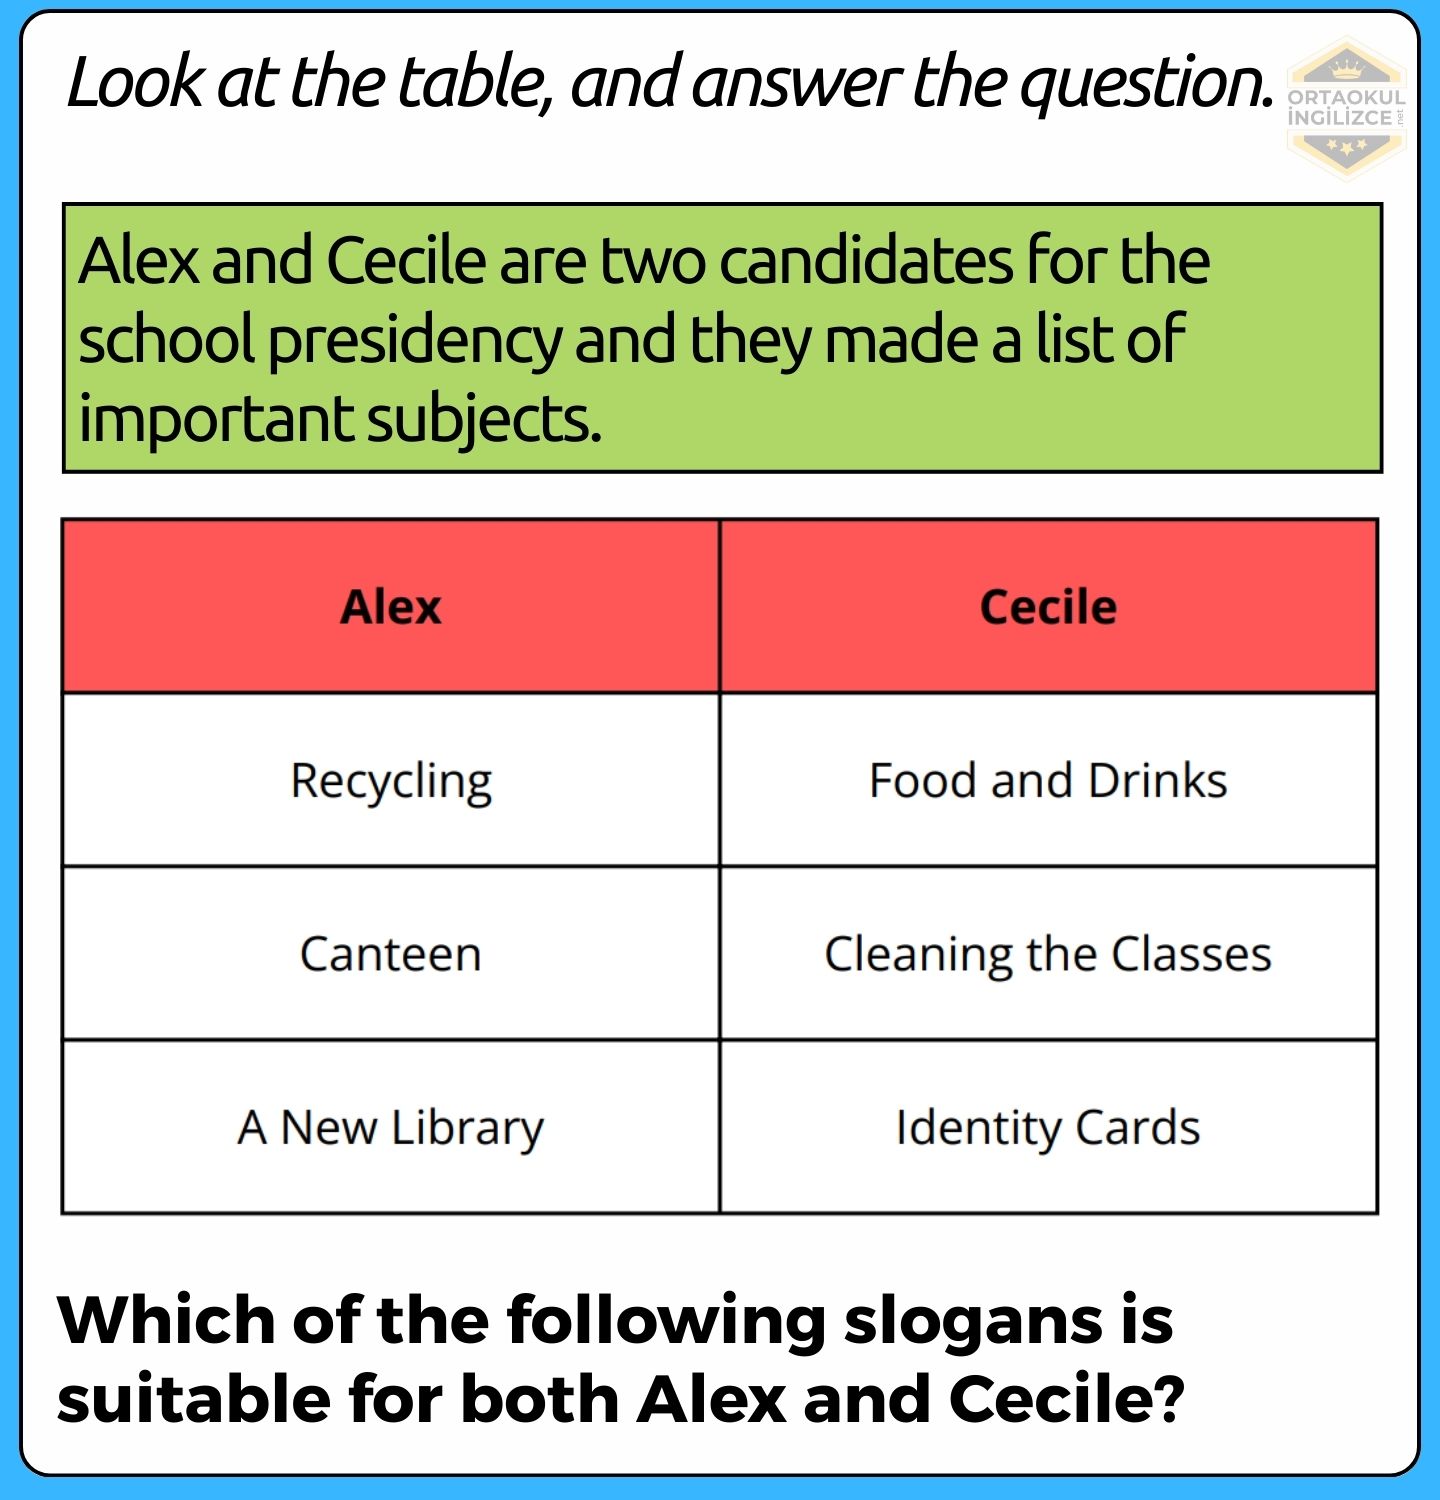 Look at the table, and answer the question.
ORTAOKUL
İNGİLİZCE
.net
Alex and Cecile are two candidates for the
school presidency and they made a list of
important subjects.
Alex Cecile
Recycling Food and Drinks
Canteen Cleaning the Classes
A New Library Identity Cards
Which of the following slogans is
suitable for both Alex and Cecile?